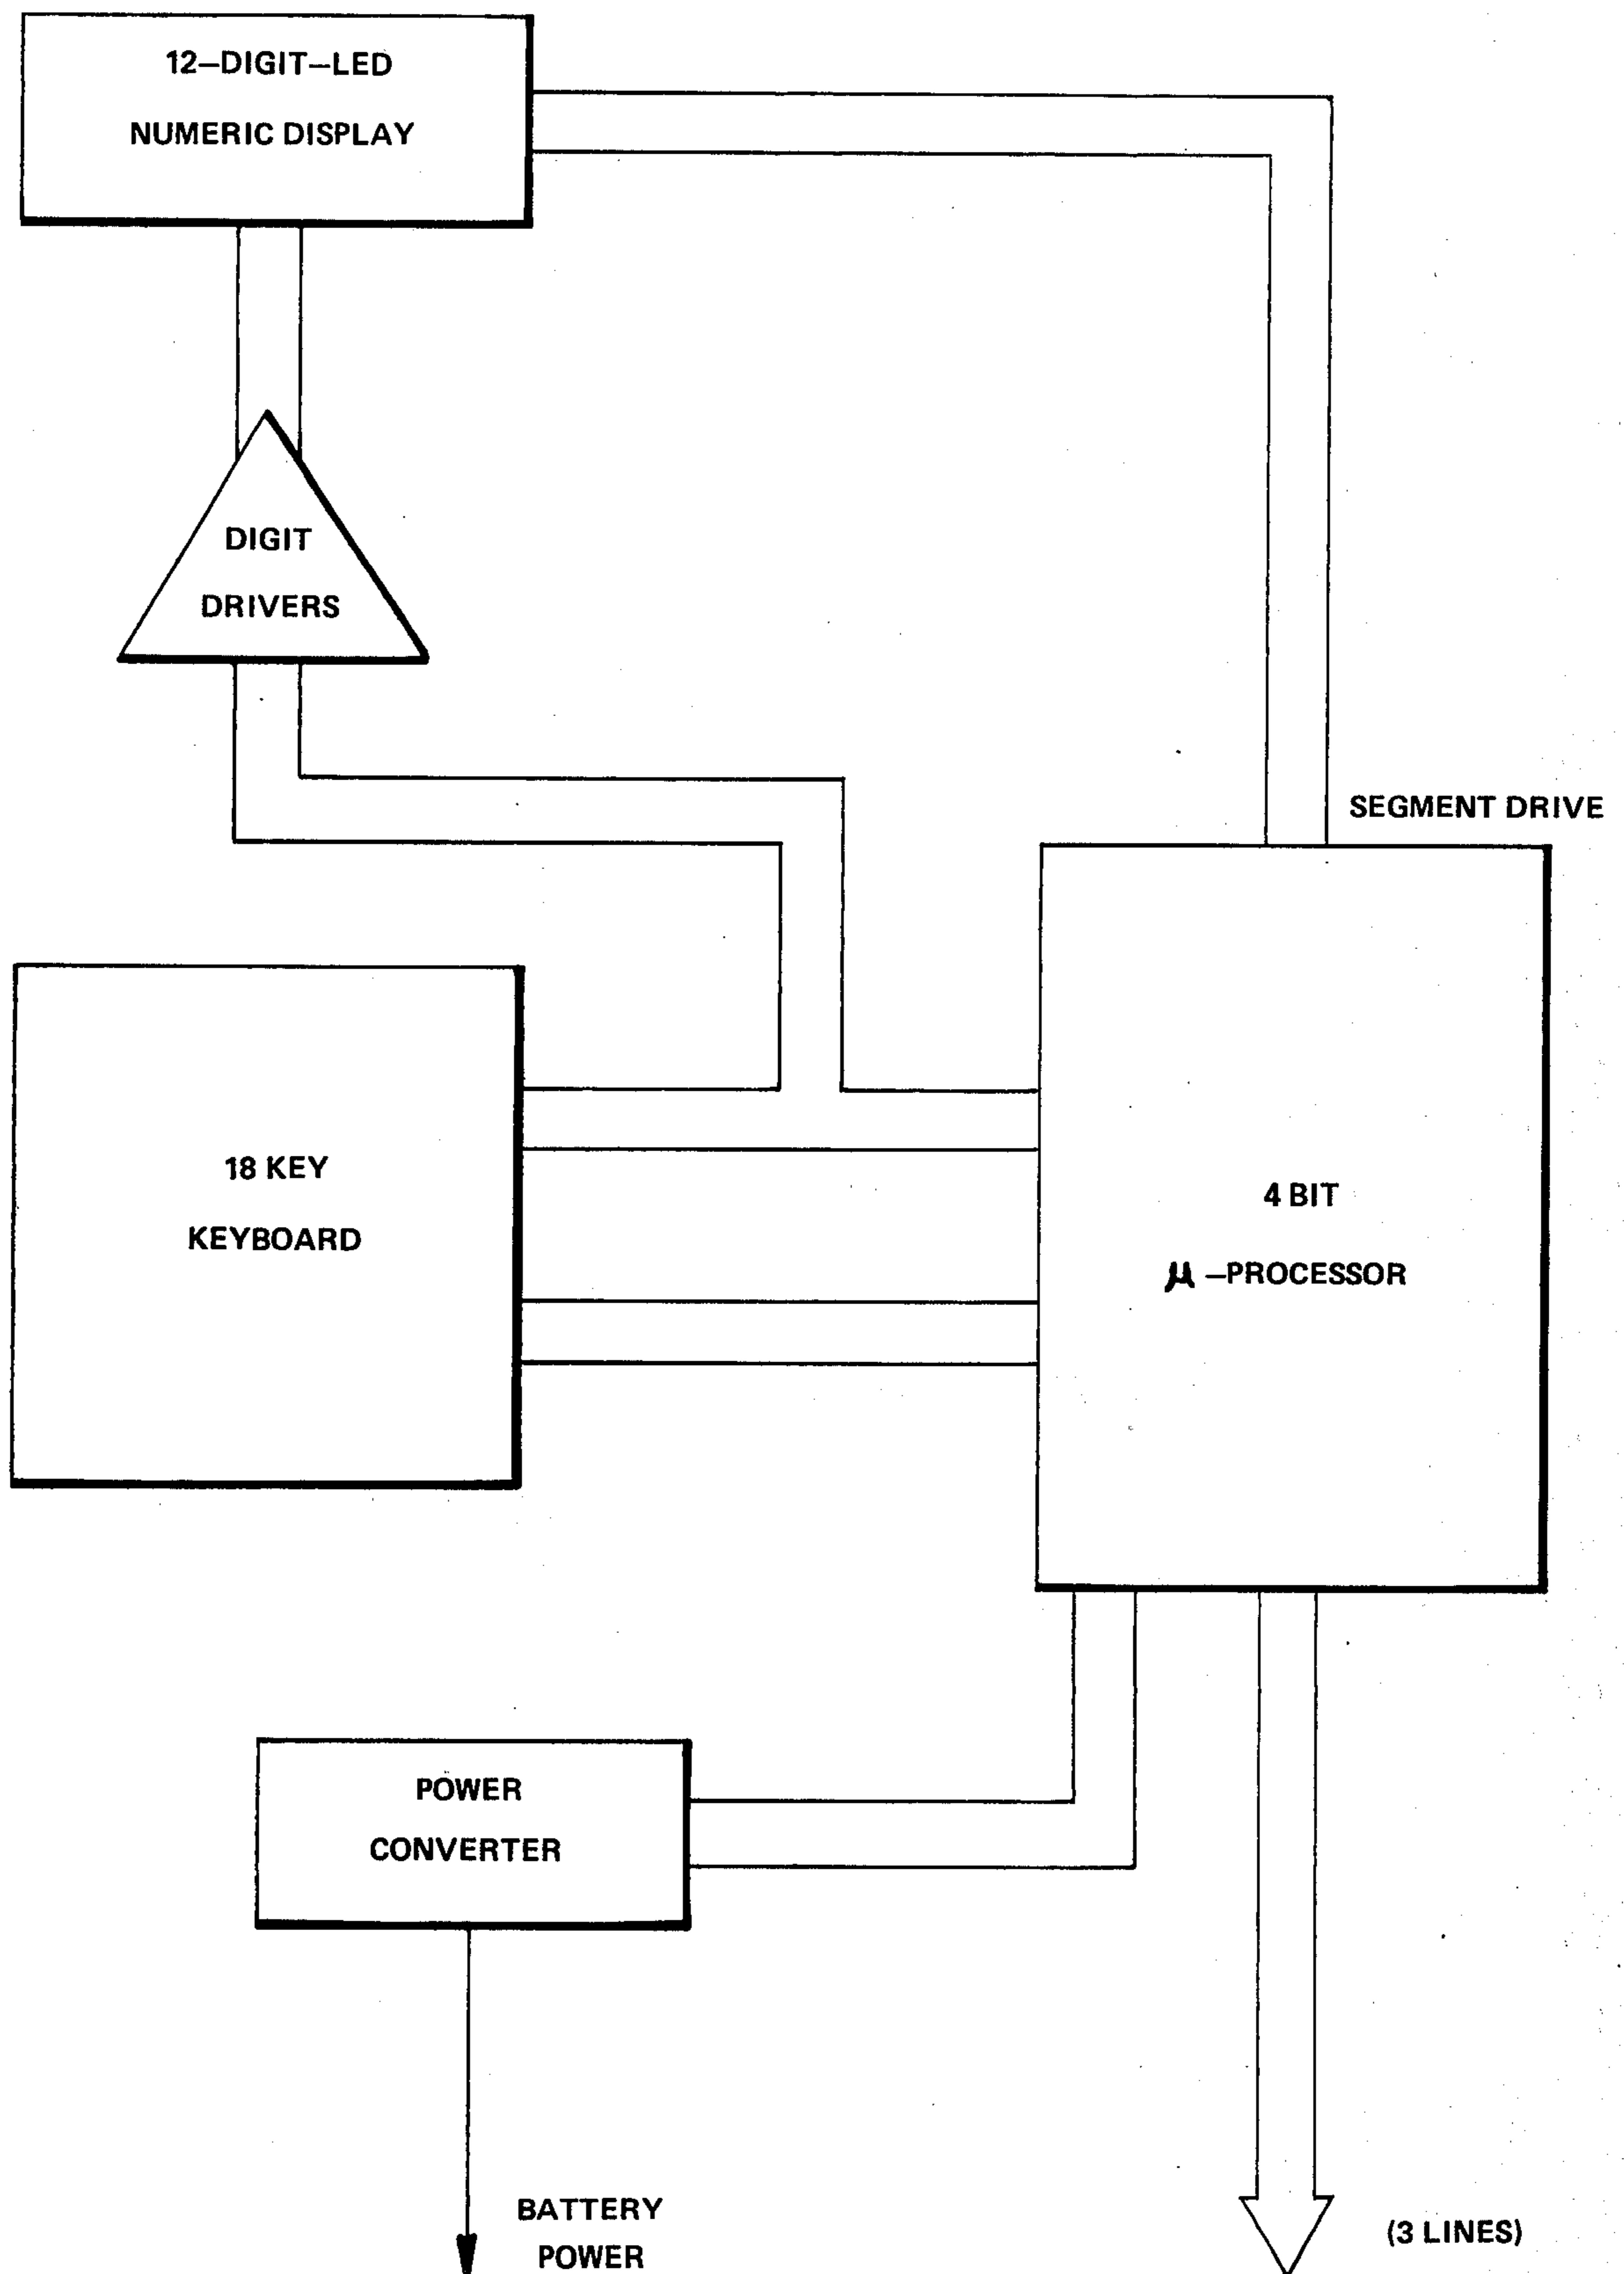 12–DIGIT–LED
NUMERIC DISPLAY
DIGIT
DRIVERS
SEGMENT DRIVE
18 KEY
KEYBOARD
4 BIT
μ –PROCESSOR
POWER
CONVERTER
BATTERY
POWER
(3 LINES)